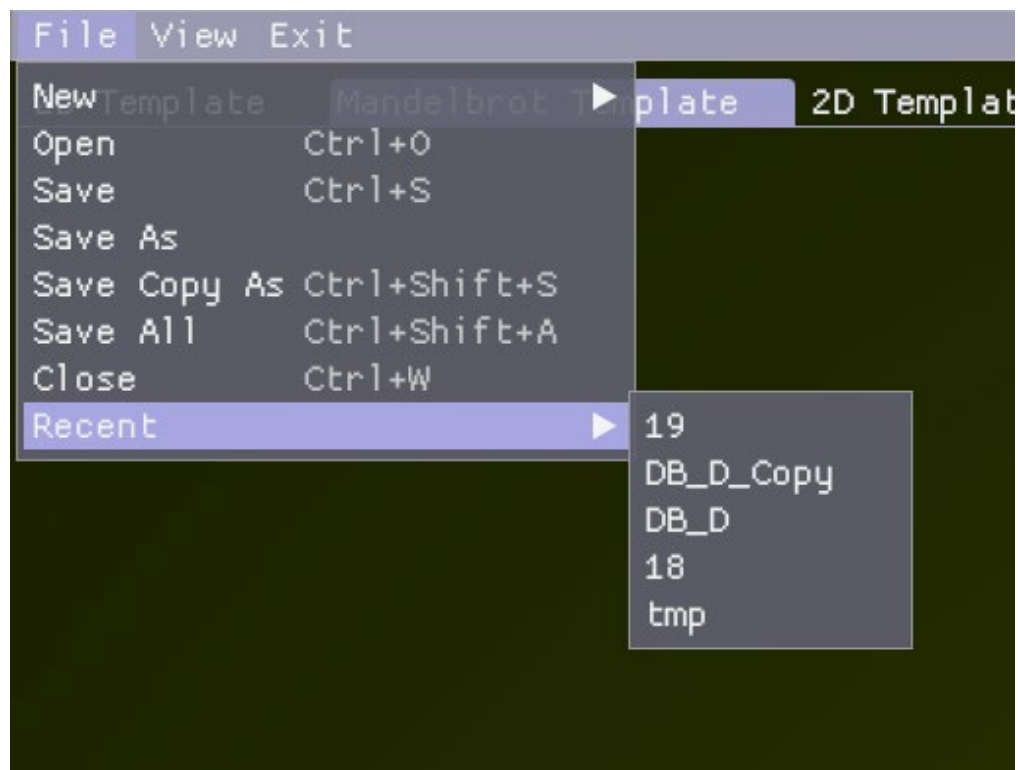 File View Exit
New ▶
Template Mandelbrot Template 2D Templat
Open Ctrl+O
Save Ctrl+S
Save As
Save Copy As Ctrl+Shift+S
Save All Ctrl+Shift+A
Close Ctrl+W
Recent ▶
19
DB_D_Copy
DB_D
18
tmp